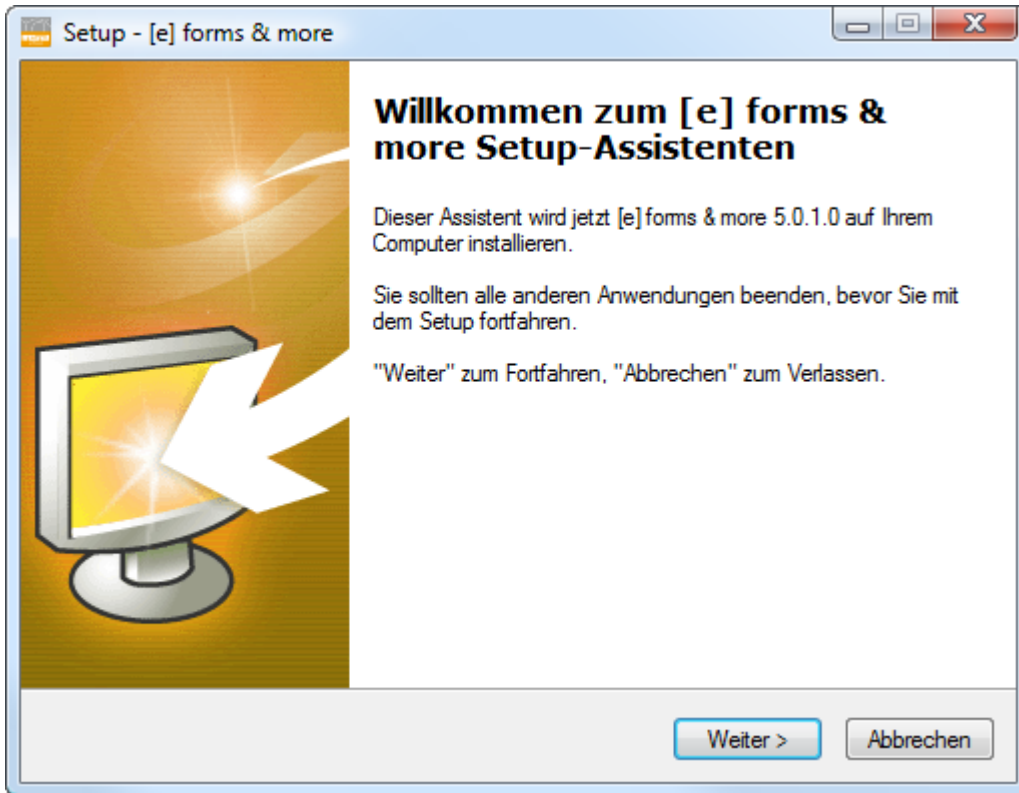 Setup - [e] forms & more
Willkommen zum [e] forms &
more Setup-Assistenten
Dieser Assistent wird jetzt [e] forms & more 5.0.1.0 auf Ihrem
Computer installieren.
Sie sollten alle anderen Anwendungen beenden, bevor Sie mit
dem Setup fortfahren.
"Weiter" zum Fortfahren, "Abbrechen" zum Verlassen.
Weiter >
Abbrechen